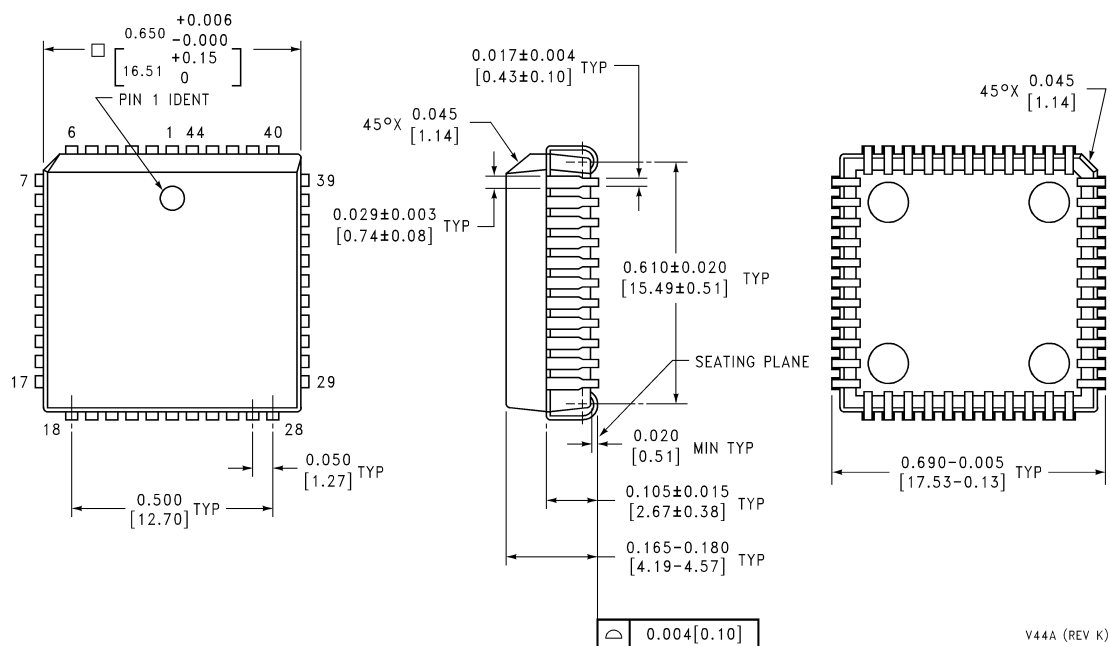 +0.006
0.650 -0.000
+0.15
16.51 0
PIN 1 IDENT
6 1 44 40
7 39
17 29
18 28
0.050
[1.27] TYP
0.500
[12.70] TYP
0.017±0.004
[0.43±0.10] TYP
45°X 0.045
[1.14]
0.029±0.003
[0.74±0.08] TYP
0.610±0.020
[15.49±0.51] TYP
SEATING PLANE
0.020
[0.51] MIN TYP
0.105±0.015
[2.67±0.38] TYP
0.165-0.180
[4.19-4.57] TYP
0.004[0.10]
45°X 0.045
[1.14]
0.690-0.005
[17.53-0.13] TYP
V44A (REV K)